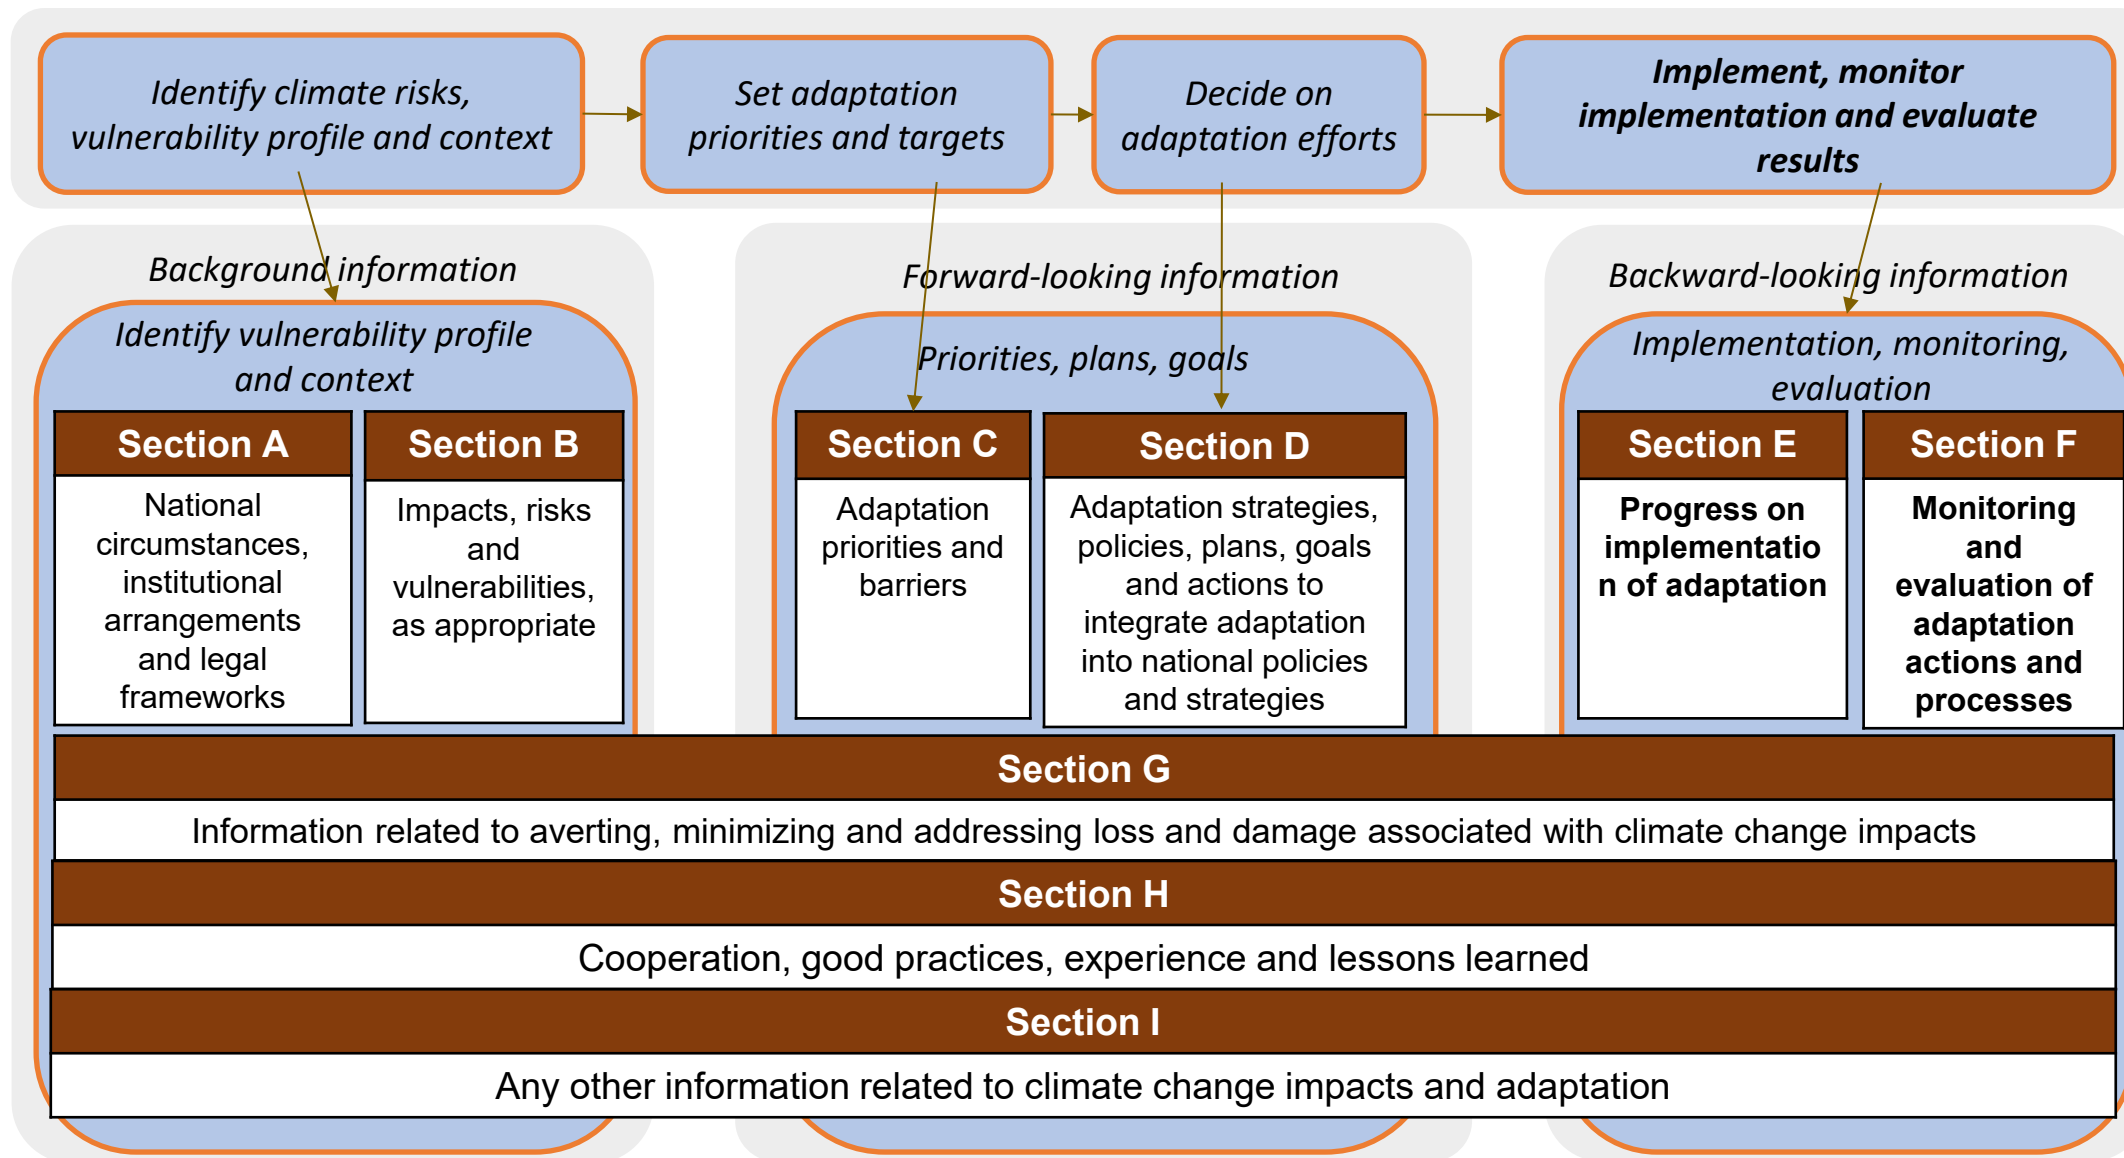 Identify climate risks,
vulnerability profile and context
Set adaptation
priorities and targets
Decide on
adaptation efforts
Implement, monitor
implementation and evaluate
results
Background information
Identify vulnerability profile
and context
Section A
National
circumstances,
institutional
arrangements
and legal
frameworks
Section B
Impacts, risks
and
vulnerabilities,
as appropriate
Forward-looking information
Priorities, plans, goals
Section C
Adaptation
priorities and
barriers
Section D
Adaptation strategies,
policies, plans, goals
and actions to
integrate adaptation
into national policies
and strategies
Backward-looking information
Implementation, monitoring,
evaluation
Section E
Progress on
implementatio
n of adaptation
Section F
Monitoring
and
evaluation of
adaptation
actions and
processes
Section G
Information related to averting, minimizing and addressing loss and damage associated with climate change impacts
Section H
Cooperation, good practices, experience and lessons learned
Section I
Any other information related to climate change impacts and adaptation